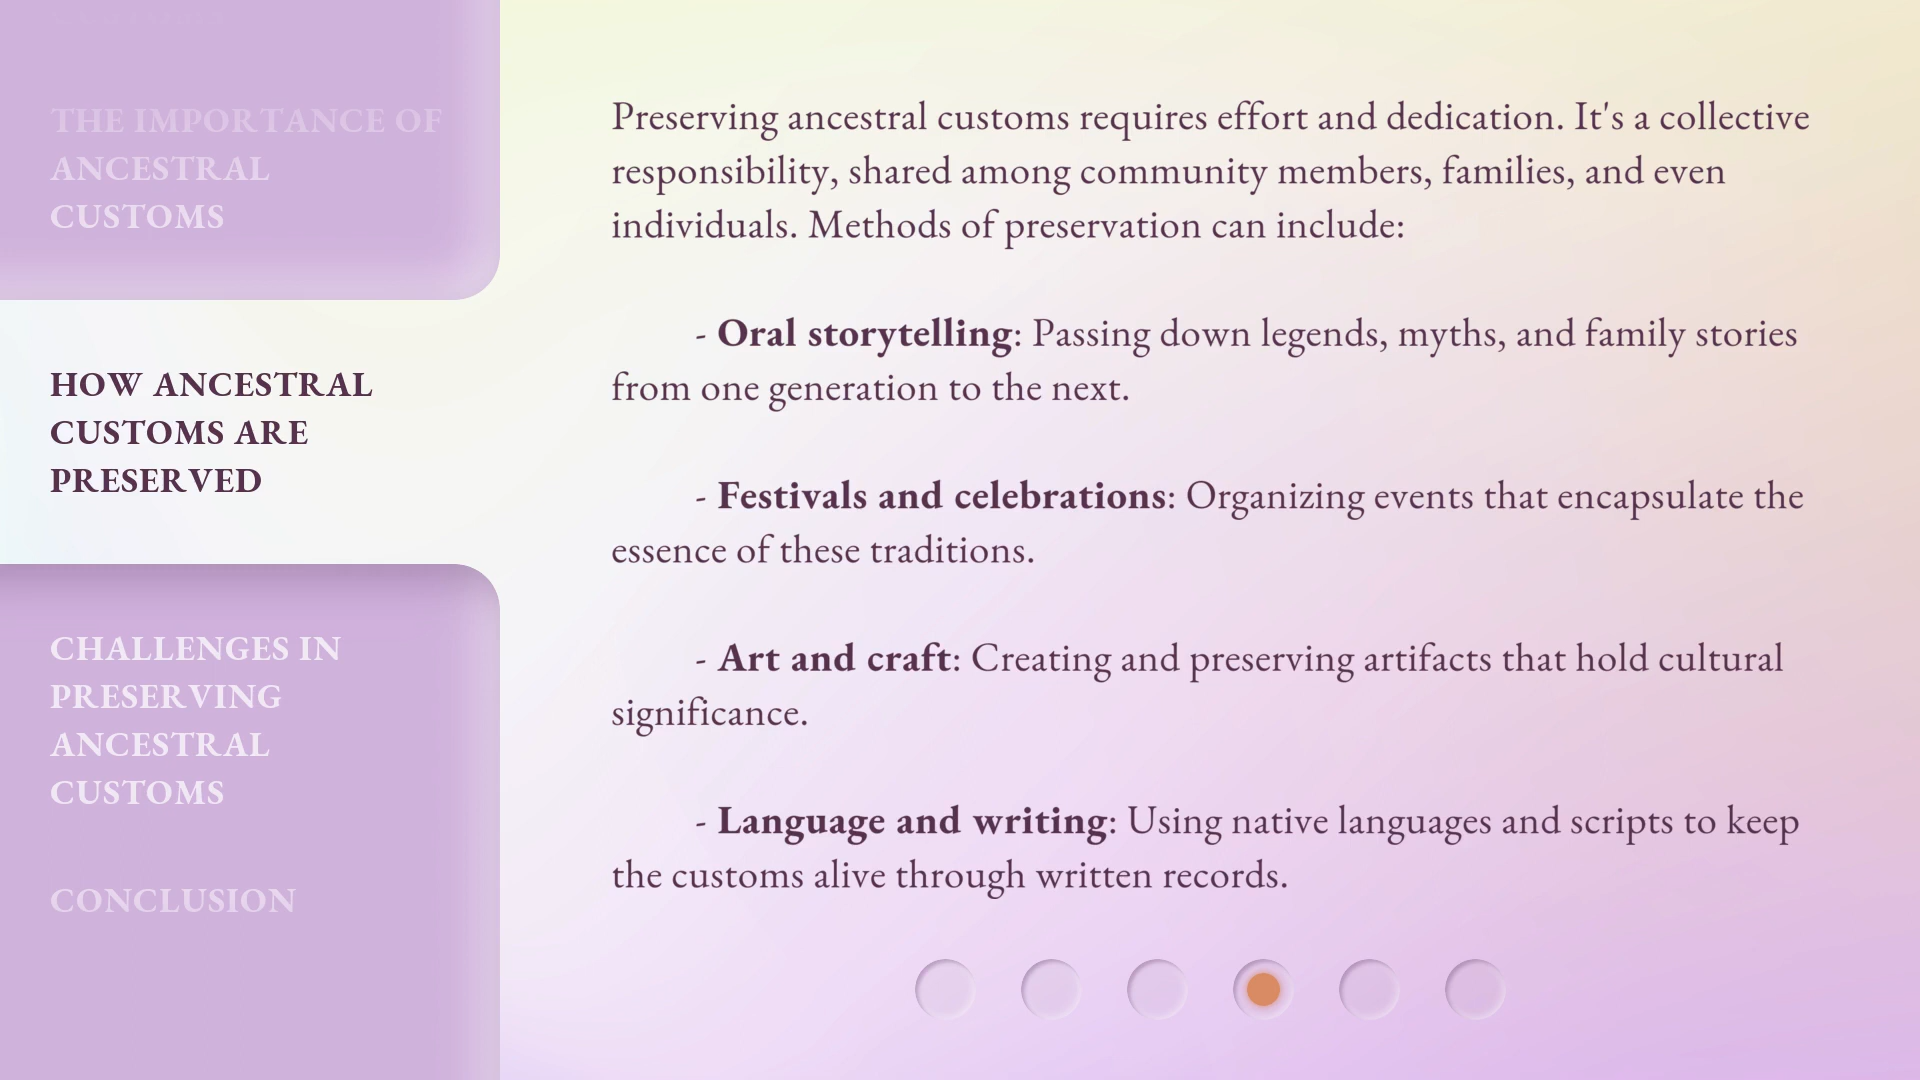 THE IMPORTANCE OF
ANCESTRAL
CUSTOMS
HOW ANCESTRAL
CUSTOMS ARE
PRESERVED
CHALLENGES IN
PRESERVING
ANCESTRAL
CUSTOMS
CONCLUSION
Preserving ancestral customs requires effort and dedication. It's a collective
responsibility, shared among community members, families, and even
individuals. Methods of preservation can include:
- Oral storytelling: Passing down legends, myths, and family stories
from one generation to the next.
- Festivals and celebrations: Organizing events that encapsulate the
essence of these traditions.
- Art and craft: Creating and preserving artifacts that hold cultural
significance.
- Language and writing: Using native languages and scripts to keep
the customs alive through written records.